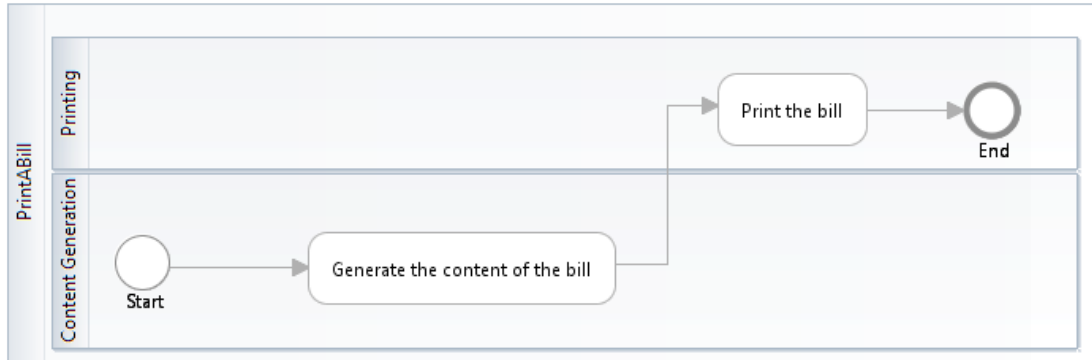 PrintABill
Printing
Print the bill
End
Content Generation
Start
Generate the content of the bill